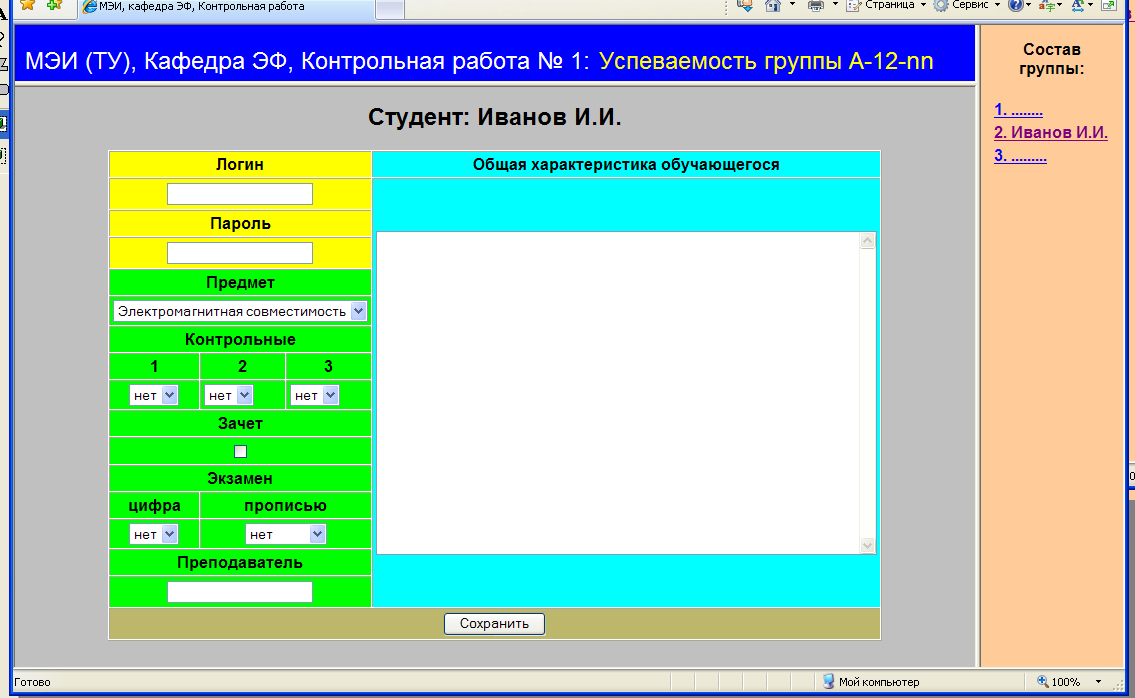 МЭИ, кафедра ЭФ, Контрольная работа
Страница Сервис
МЭИ (ТУ), Кафедра ЭФ, Контрольная работа № 1: Успеваемость группы А-12-nn
Состав
группы:
1. ........
2. Иванов И.И.
3. .........
Студент: Иванов И.И.
Логин
Общая характеристика обучающегося
Пароль
Предмет
Электромагнитная совместимость
Контрольные
1 2 3
нет нет нет
Зачет
Экзамен
цифра прописью
нет нет
Преподаватель
Сохранить
Готово Мой компьютер 100%